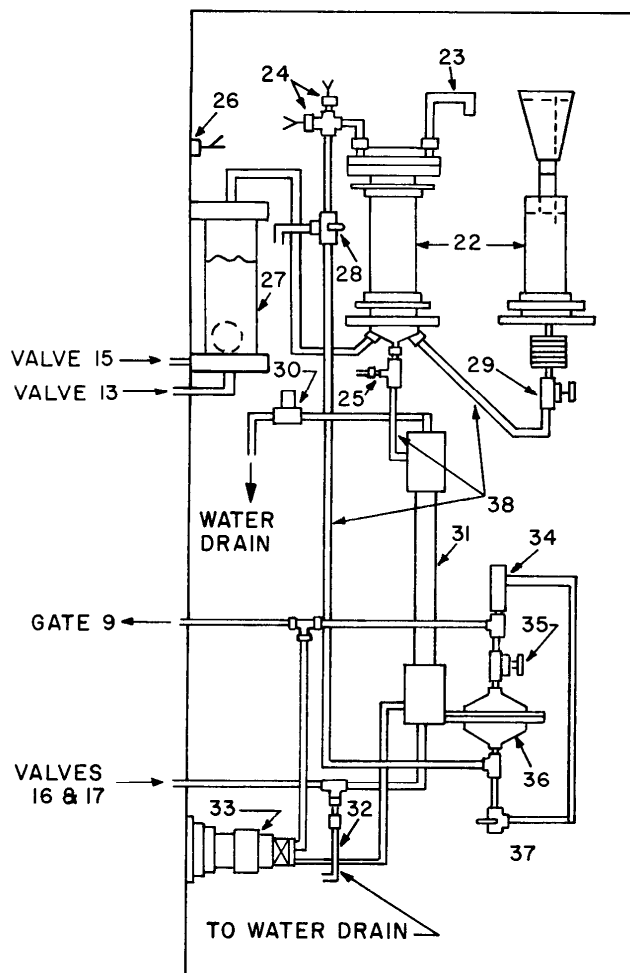 23
24
26
22
27
28
VALVE 15
30
29
VALVE 13
25
38
WATER
DRAIN
31
34
GATE 9
35
VALVES
16 & 17
36
33
32
37
TO WATER DRAIN